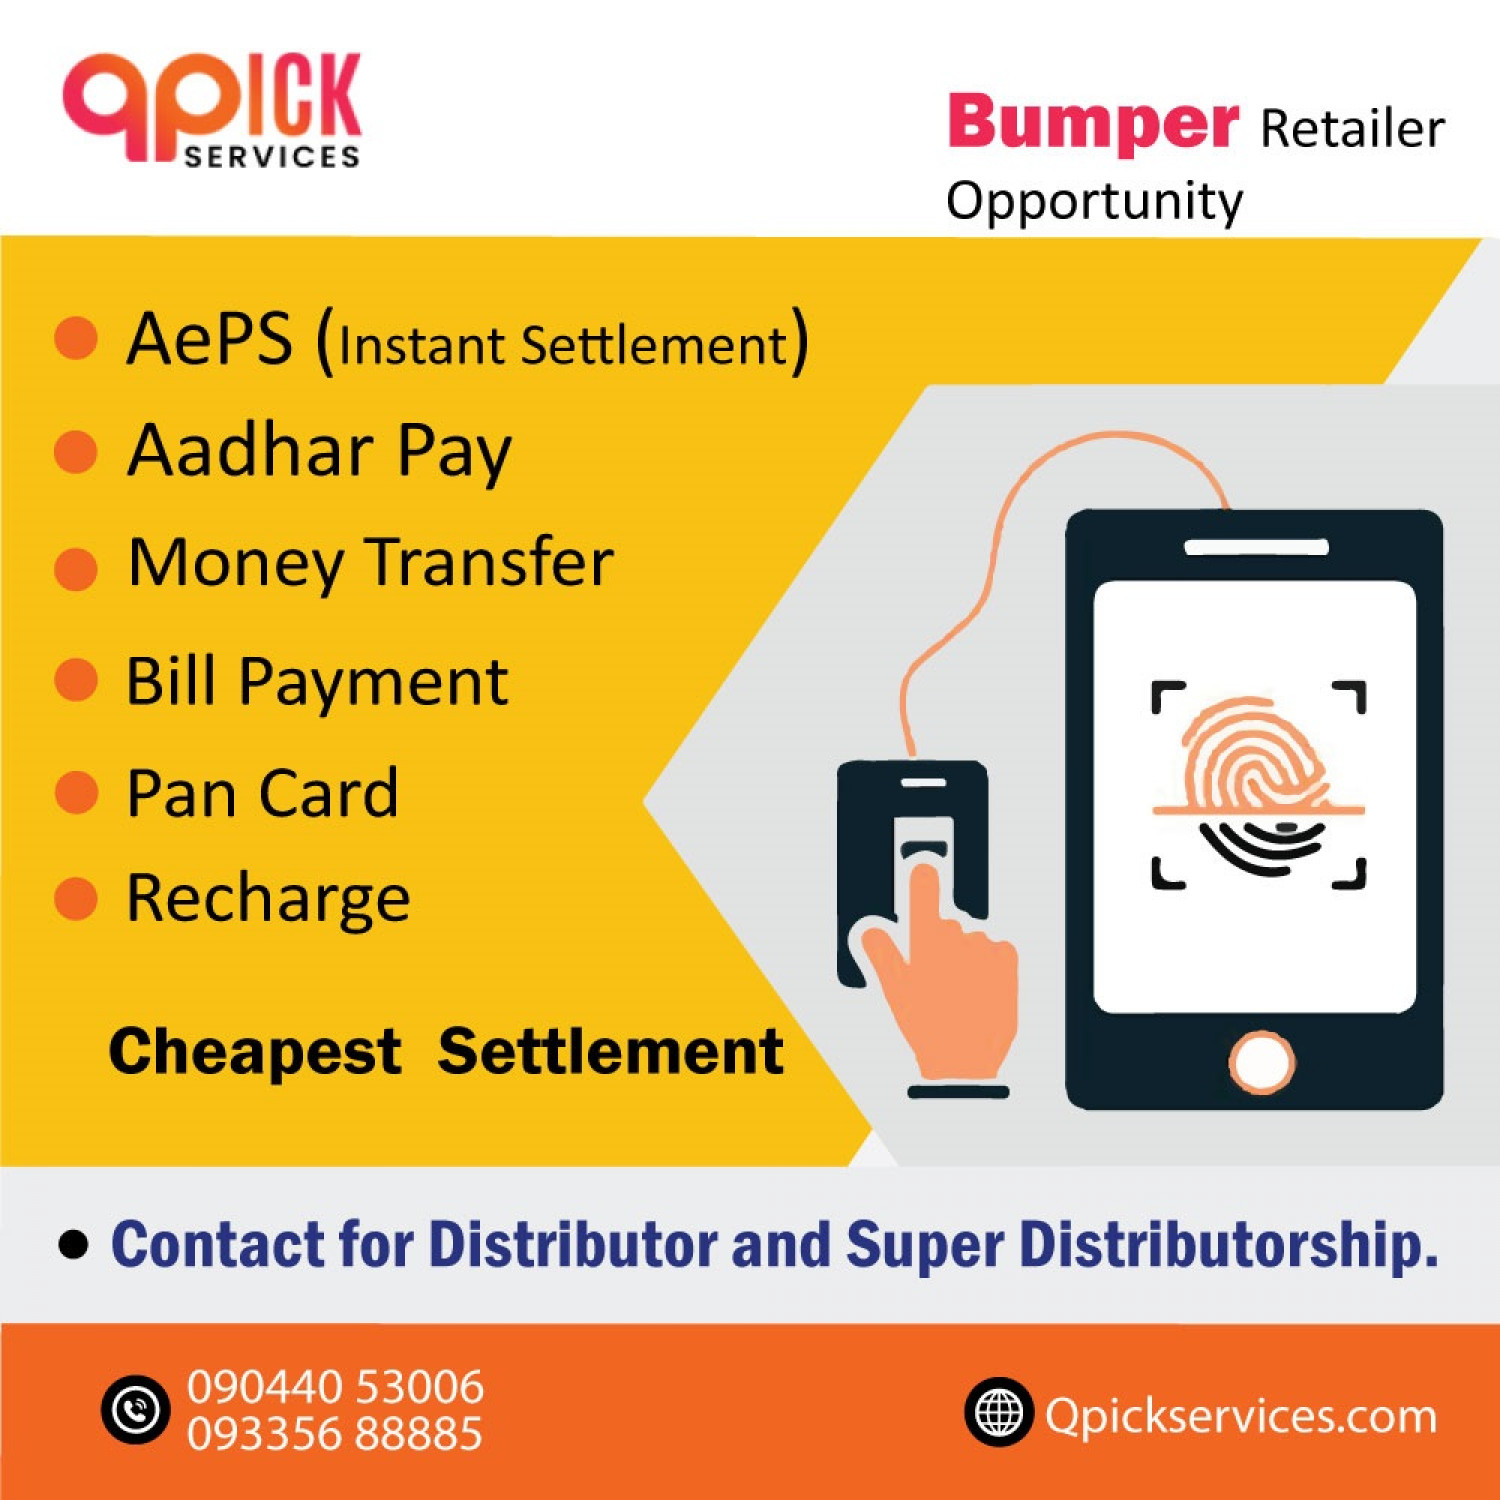 qpICK
SERVICES
Bumper Retailer
Opportunity
AePS (Instant Settlement)
Aadhar Pay
Money Transfer
Bill Payment
Pan Card
Recharge
Cheapest Settlement
• Contact for Distributor and Super Distributorship.
090440 53006
093356 88885
Qpickservices.com